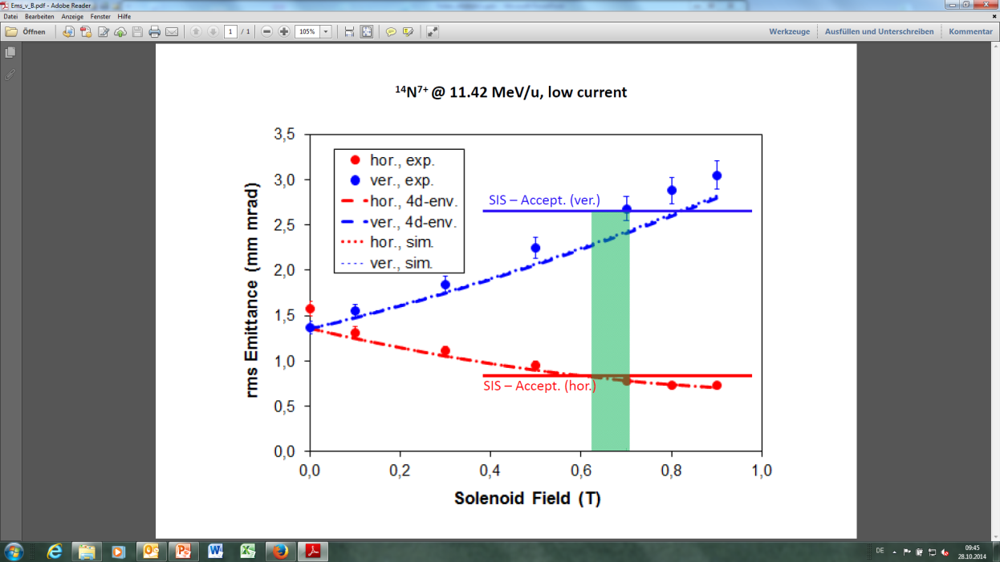 Ems_v_B.pdf - Adobe Reader
Datei Bearbeiten Anzeige Fenster Hilfe
Öffnen 1 / 1 105% Werkzeuge Ausfüllen und Unterschreiben Kommentar
14N7+ @ 11.42 MeV/u, low current
3,5
3,0
2,5
2,0
1,5
1,0
0,5
0,0
rms Emittance (mm mrad)
hor., exp.
ver., exp.
hor., 4d-env.
ver., 4d-env.
hor., sim.
ver., sim.
SIS – Accept. (ver.)
SIS – Accept. (hor.)
0,0 0,2 0,4 0,6 0,8 1,0
Solenoid Field (T)
DE
09:45
28.10.2014